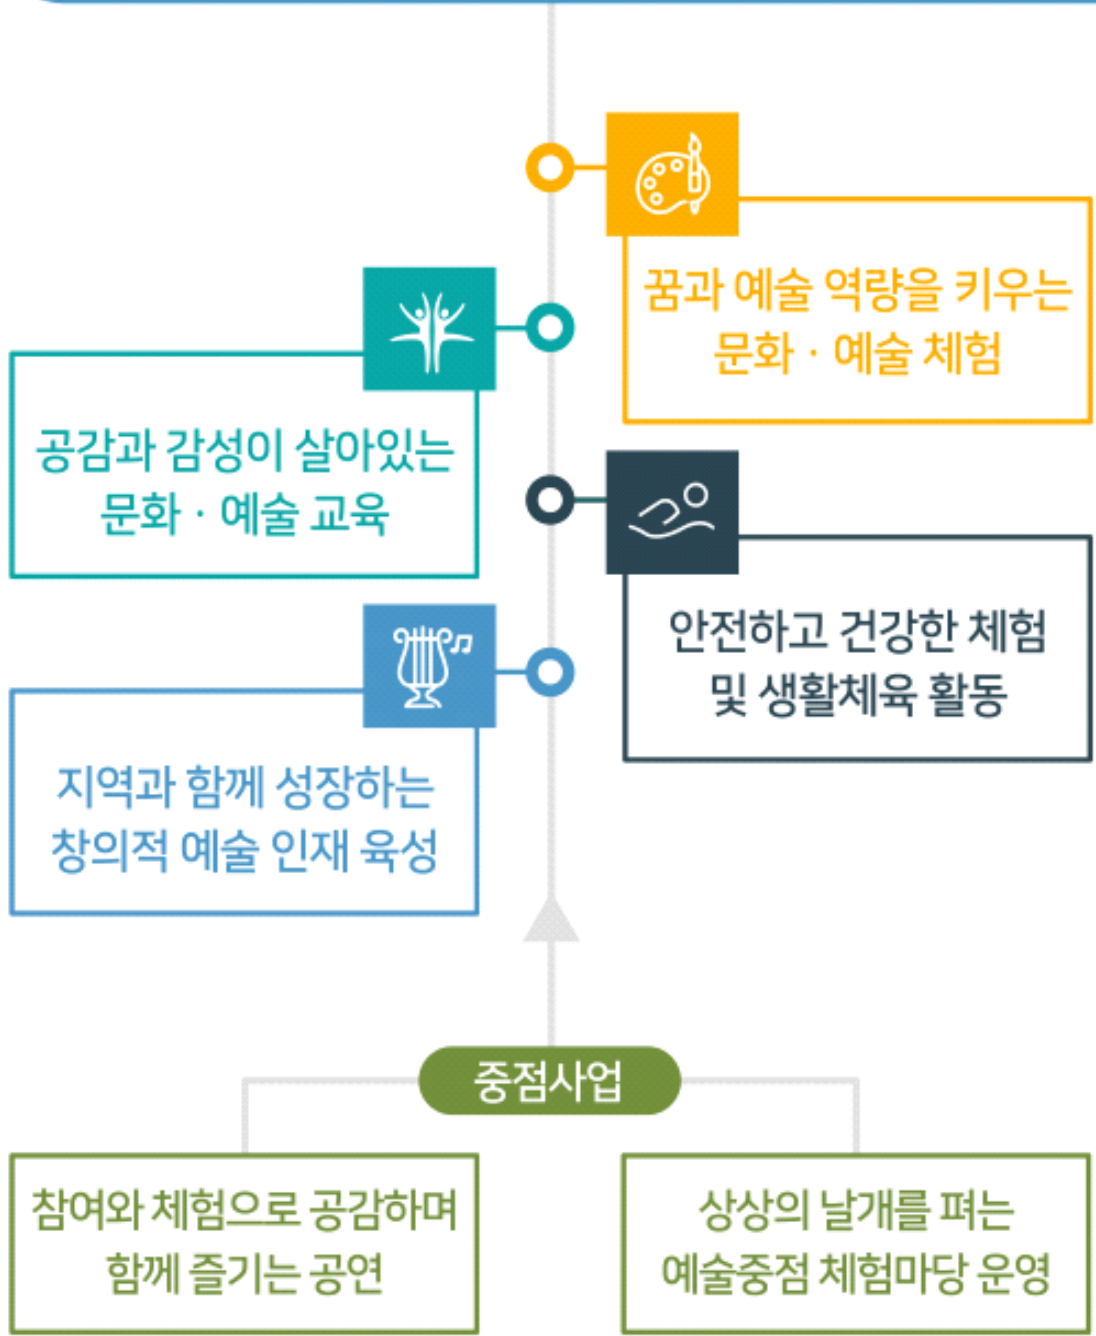 꿈과 예술 역량을 키우는
문화 · 예술 체험
공감과 감성이 살아있는
문화 · 예술 교육
안전하고 건강한 체험
및 생활체육 활동
지역과 함께 성장하는
창의적 예술 인재 육성
중점사업
참여와 체험으로 공감하며
함께 즐기는 공연
상상의 날개를 펴는
예술중점 체험마당 운영